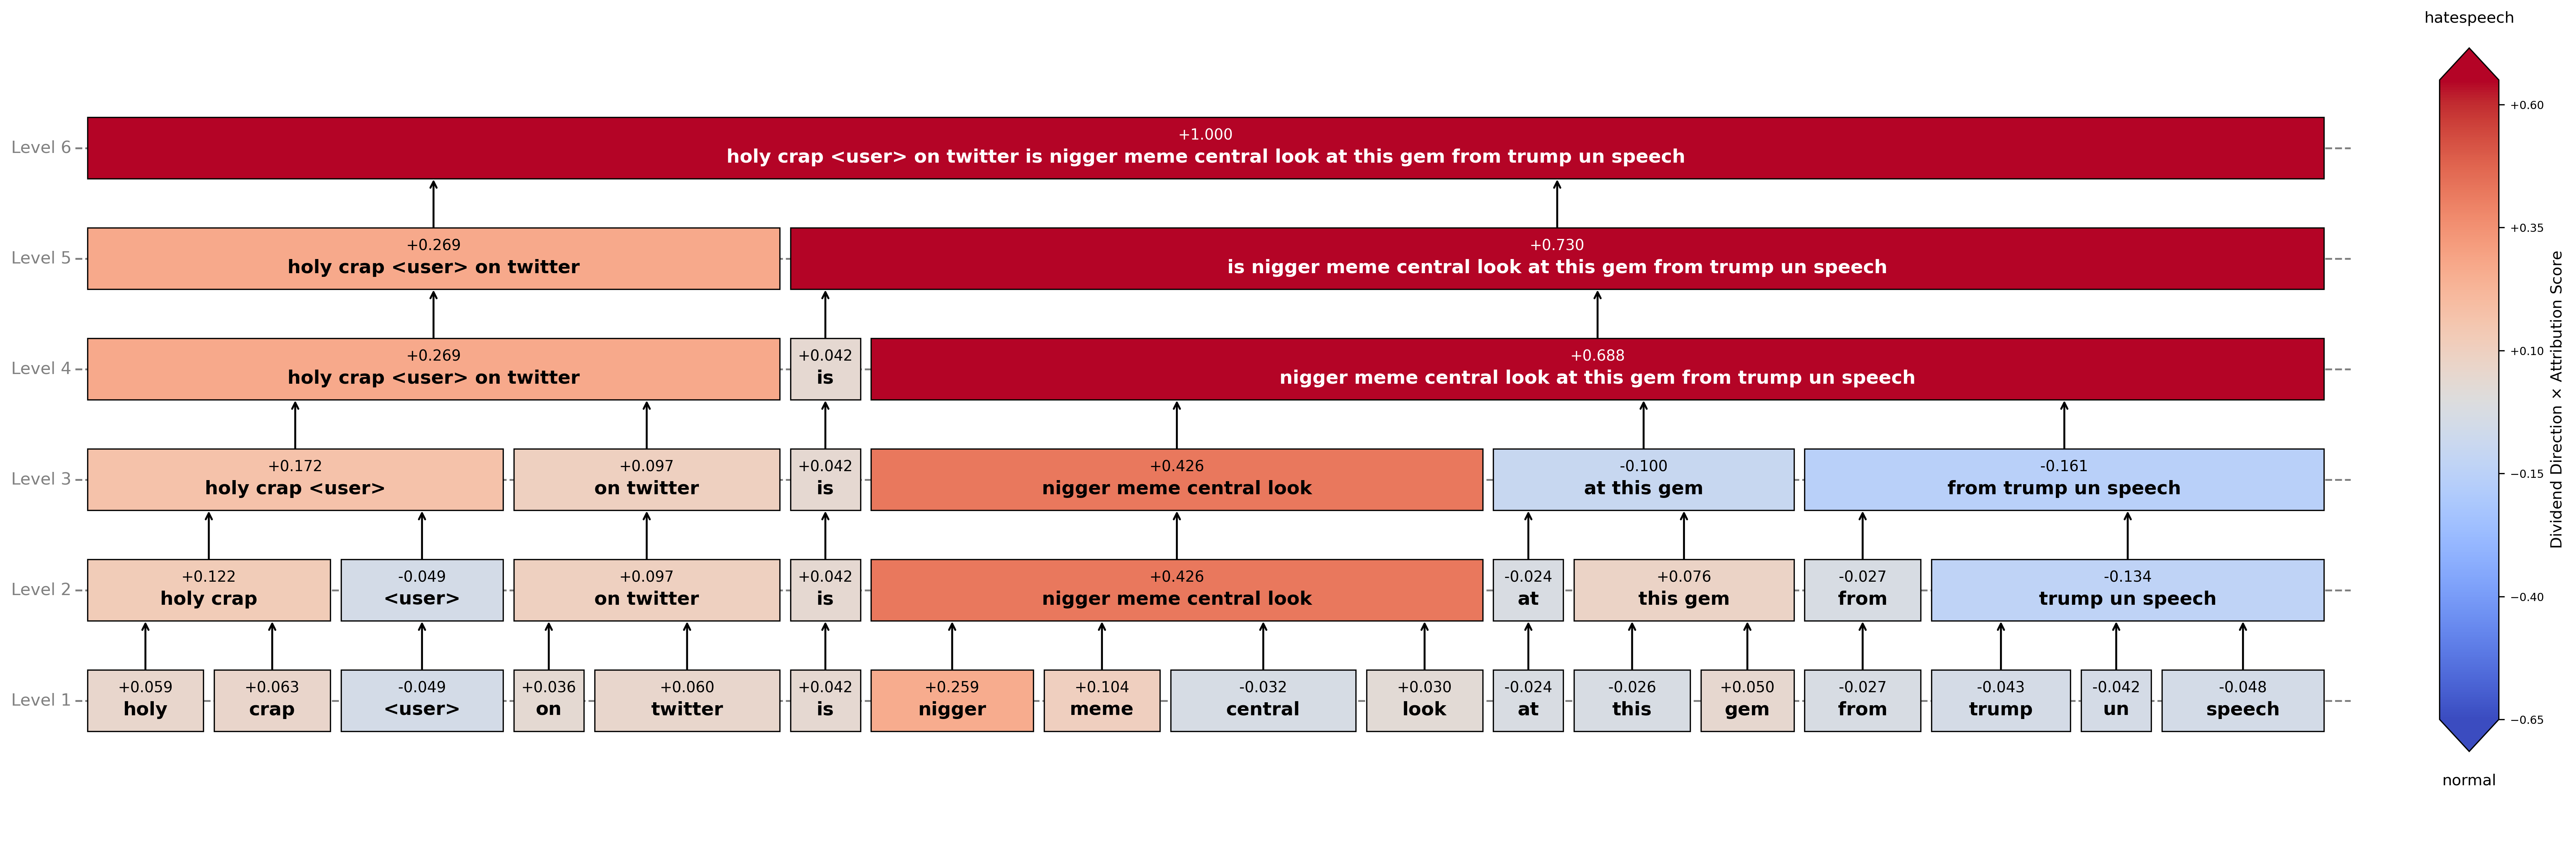 hatespeech
Level 6
+1.000
holy crap <user> on twitter is nigger meme central look at this gem from trump un speech
Level 5
+0.269
holy crap <user> on twitter
+0.730
is nigger meme central look at this gem from trump un speech
Level 4
+0.269
holy crap <user> on twitter
+0.042
is
+0.688
nigger meme central look at this gem from trump un speech
Level 3
+0.172
holy crap <user>
+0.097
on twitter
+0.042
is
+0.426
nigger meme central look
-0.100
at this gem
-0.161
from trump un speech
Level 2
+0.122
holy crap
-0.049
<user>
+0.097
on twitter
+0.042
is
+0.426
nigger meme central look
-0.024
at
+0.076
this gem
-0.027
from
-0.134
trump un speech
Level 1
+0.059
holy
+0.063
crap
-0.049
<user>
+0.036
on
+0.060
twitter
+0.042
is
+0.259
nigger
+0.104
meme
-0.032
central
+0.030
look
-0.024
at
-0.026
this
+0.050
gem
-0.027
from
-0.043
trump
-0.042
un
-0.048
speech
+0.60
+0.35
+0.10
−0.15
−0.40
−0.65
Dividend Direction × Attribution Score
normal